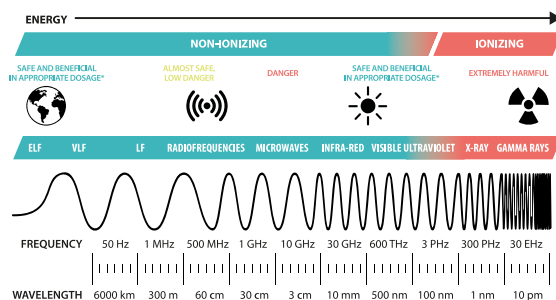 ENERGY
NON-IONIZING IONIZING
SAFE AND BENEFICIAL
IN APPROPRIATE DOSAGE*
ALMOST SAFE,
LOW DANGER
DANGER
SAFE AND BENEFICIAL
IN APPROPRIATE DOSAGE*
EXTREMELY HARMFUL
ELF VLF LF RADIOFREQUENCIES MICROWAVES INFRA-RED VISIBLE ULTRAVIOLET X-RAY GAMMA RAYS
FREQUENCY 50 Hz 1 MHz 500 MHz 1 GHz 10 GHz 30 GHz 600 THz 3 PHz 300 PHz 30 EHz
WAVELENGTH 6000 km 300 m 60 cm 30 cm 3 cm 10 mm 500 nm 100 nm 1 nm 10 pm